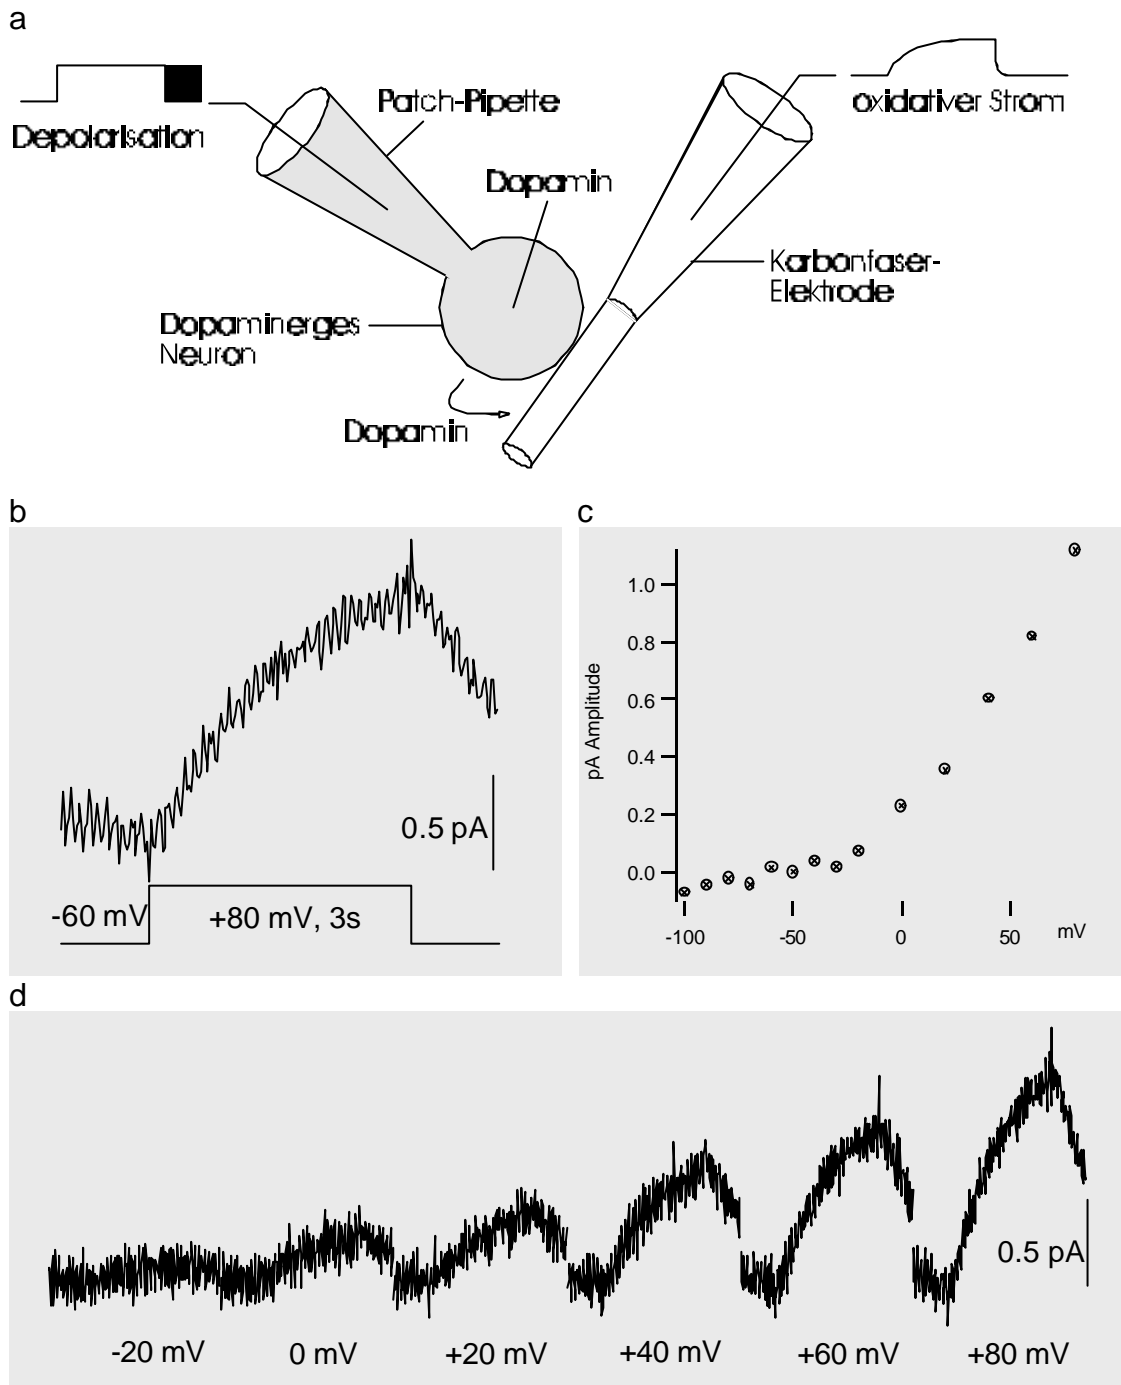 a
Depolarisation
Patch-Pipette
Dopamin
oxidativer Strom
Karbonfaser-
Elektrode
Dopaminerges
Neuron
Dopamin
b
0.5 pA
-60 mV
+80 mV, 3s
c
pA Amplitude
1.0
0.8
0.6
0.4
0.2
0.0
-100
-50
0
50
mV
d
0.5 pA
-20 mV
0 mV
+20 mV
+40 mV
+60 mV
+80 mV